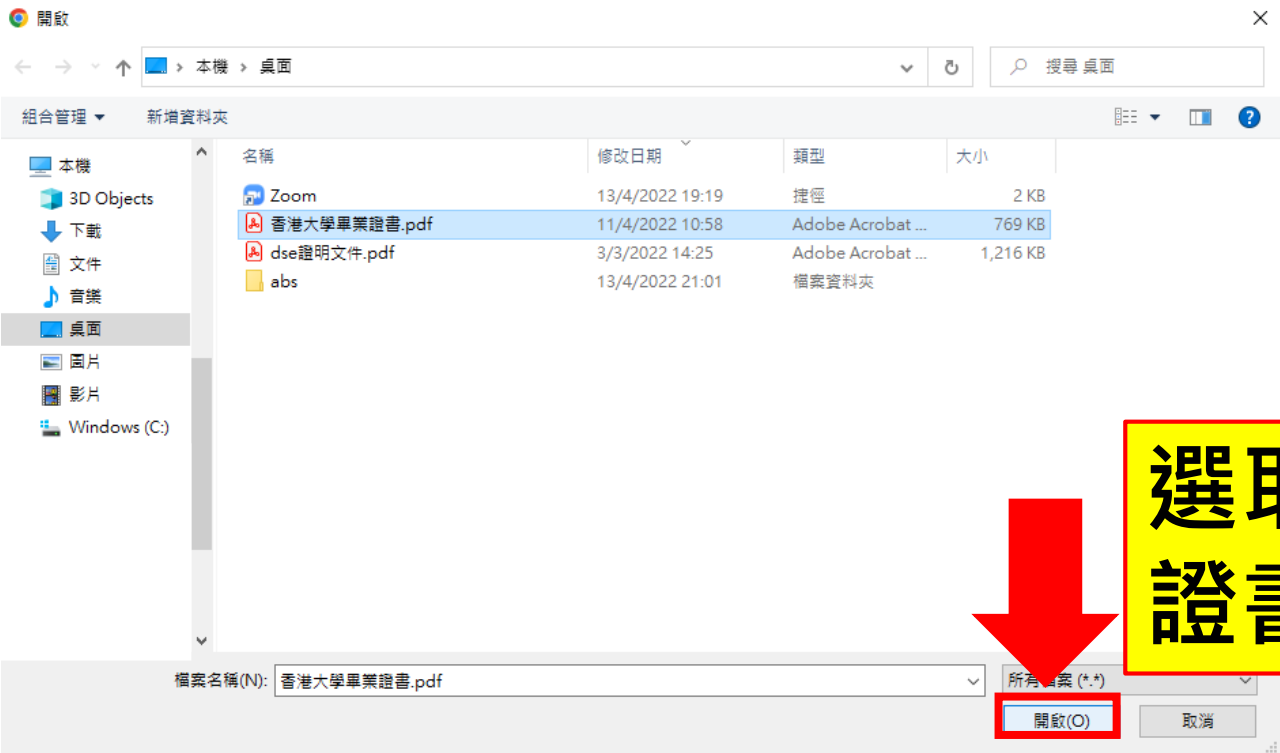 開啟
本機 › 桌面
搜尋 桌面
組合管理
新增資料夾
名稱
修改日期
類型
大小
本機
3D Objects
下載
文件
音樂
桌面
圖片
影片
Windows (C:)
Zoom 13/4/2022 19:19 捷徑 2 KB
香港大學畢業證書.pdf 11/4/2022 10:58 Adobe Acrobat ... 769 KB
dse證明文件.pdf 3/3/2022 14:25 Adobe Acrobat ... 1,216 KB
abs 13/4/2022 21:01 檔案資料夾
選取
證書
檔案名稱(N):
香港大學畢業證書.pdf
所有檔案 (*.*)
開啟(O)
取消